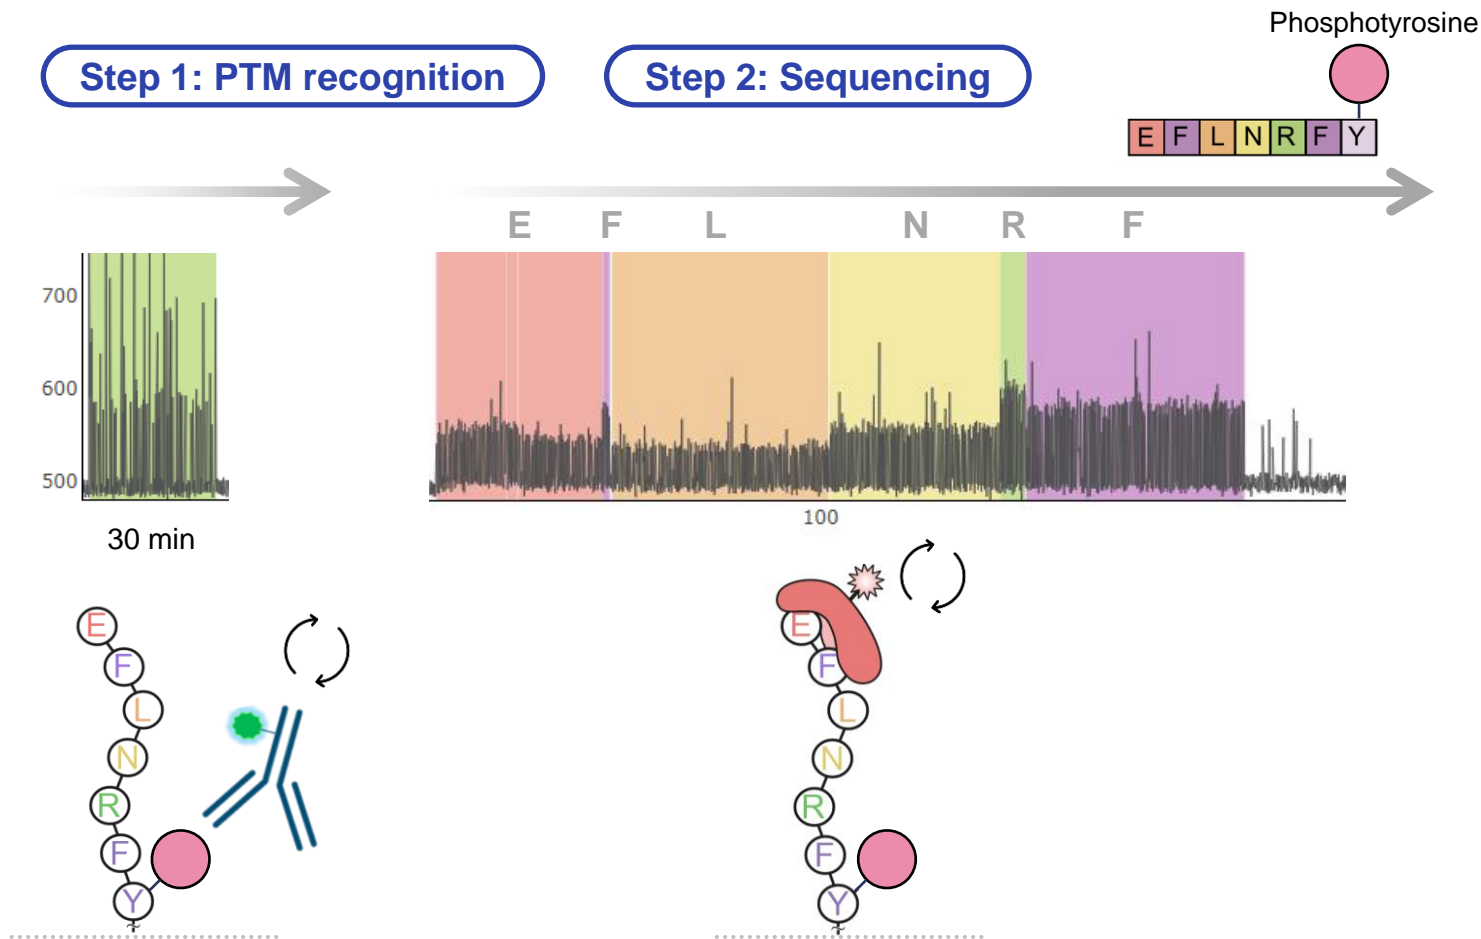 Phosphotyrosine
Step 1: PTM recognition
Step 2: Sequencing
E F L N R F Y
E F L N R F
700
600
500
30 min
100
E
F
L
N
R
F
Y
E
F
L
N
R
F
Y